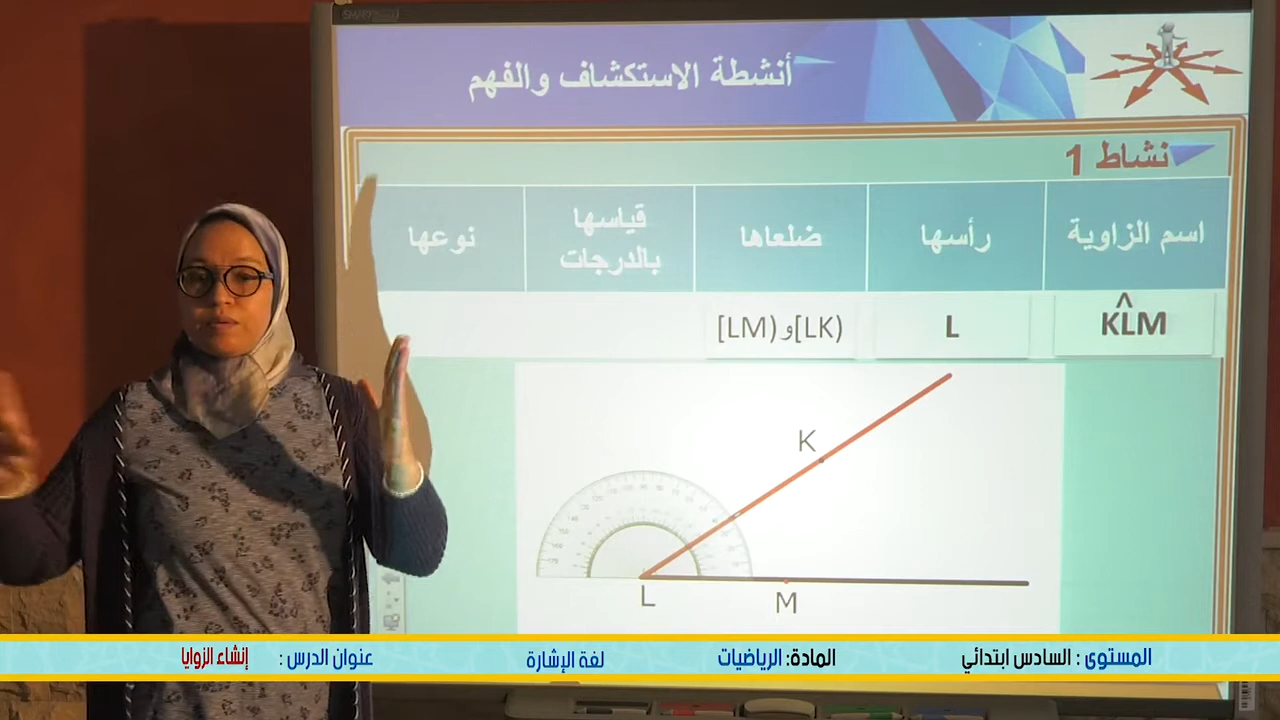 أنشطة الاستكشاف والفهم
نشاط 1
اسم الزاوية
رأسها
ضلعاها
قياسها بالدرجات
نوعها
KL̂M
L
[LK) و[LM)
K
L
M
المستوى : السادس ابتدائي
المادة: الرياضيات
لغة الإشارة
عنوان الدرس : إنشاء الزوايا